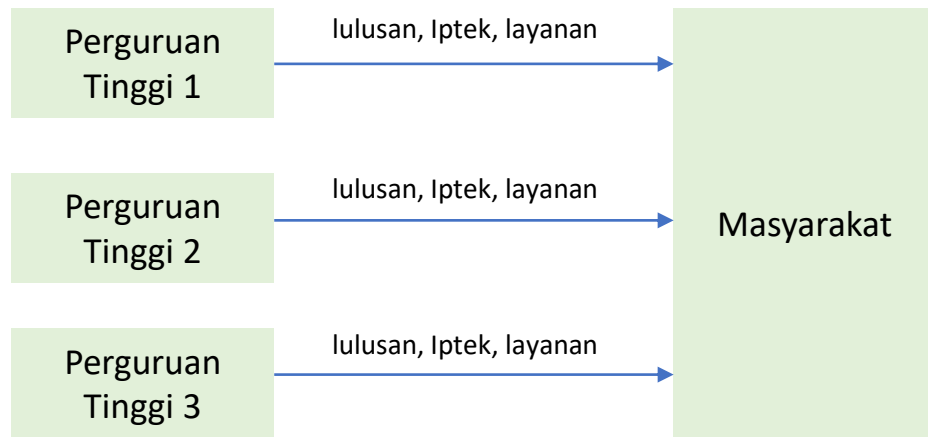 Perguruan
Tinggi 1
lulusan, Iptek, layanan
Perguruan
Tinggi 2
lulusan, Iptek, layanan
Perguruan
Tinggi 3
lulusan, Iptek, layanan
Masyarakat